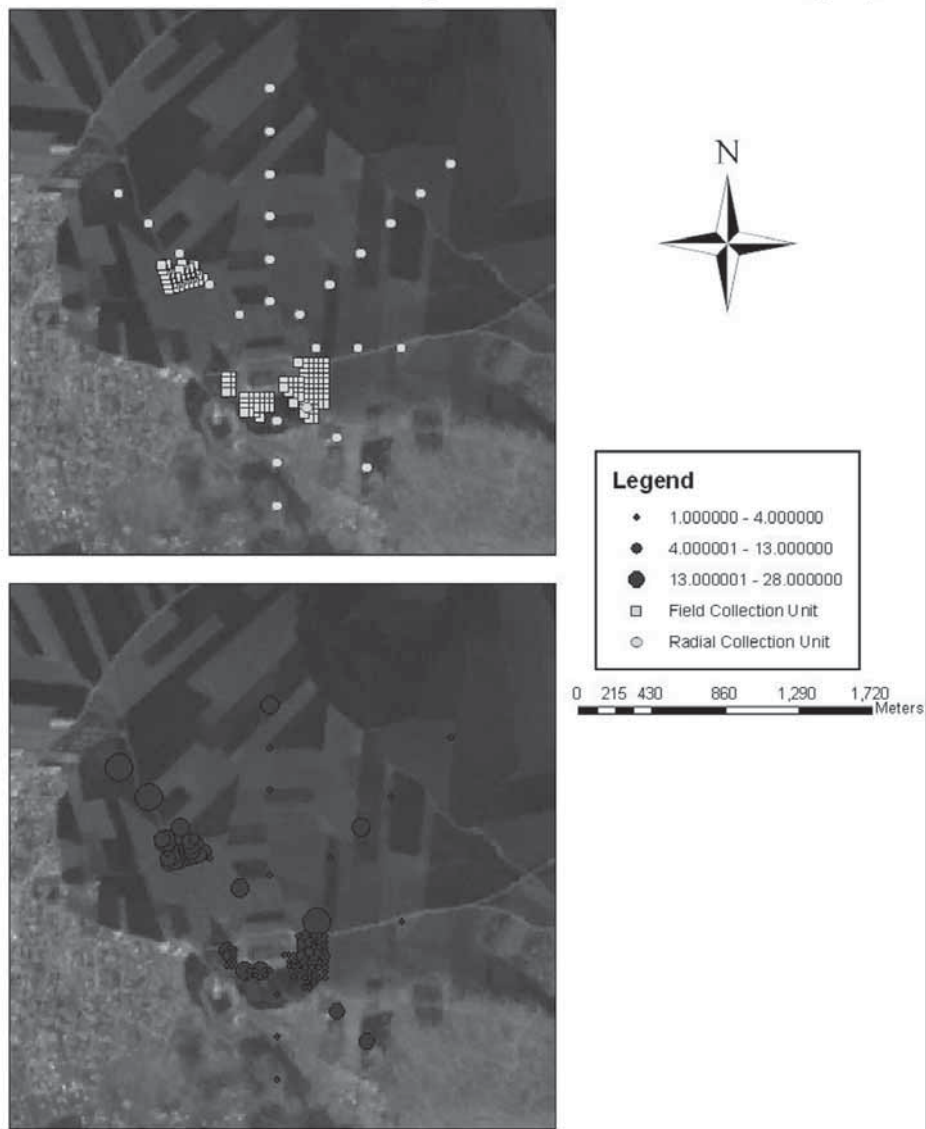 N
Legend
1.000000 - 4.000000
4.000001 - 13.000000
13.000001 - 28.000000
Field Collection Unit
Radial Collection Unit
0 215 430 860 1,290 1,720
Meters